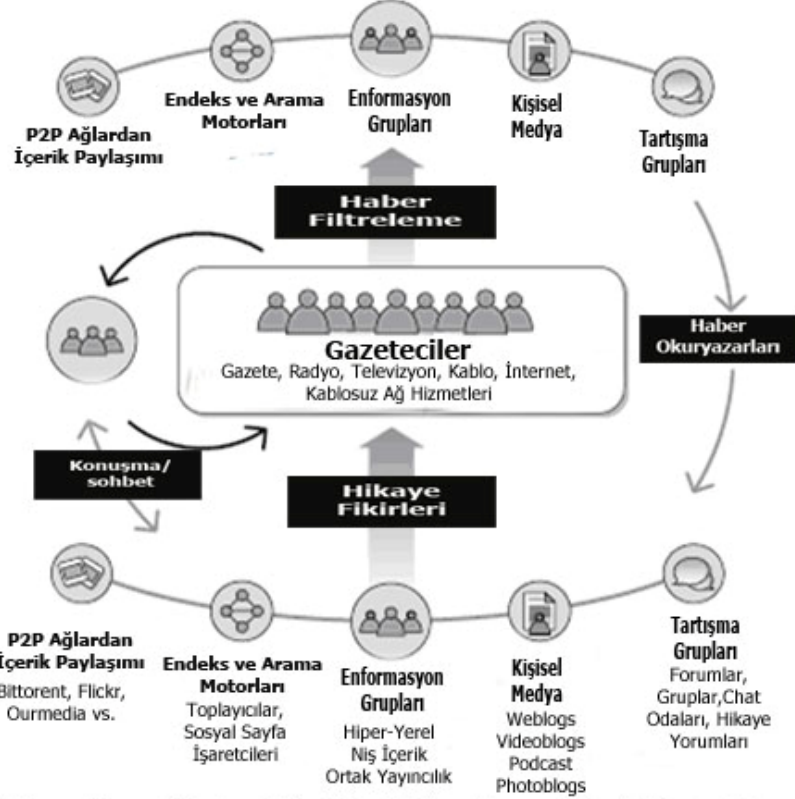 P2P Ağlardan
İçerik Paylaşımı
Endeks ve Arama
Motorları
Enformasyon
Grupları
Kişisel
Medya
Tartışma
Grupları
Haber
Filtreleme
Gazeteciler
Gazete, Radyo, Televizyon, Kablo, İnternet,
Kablosuz Ağ Hizmetleri
Haber
Okuryazarları
Konuşma/
sohbet
Hikaye
Fikirleri
P2P Ağlardan
İçerik Paylaşımı
Bittorent, Flickr,
Ourmedia vs.
Endeks ve Arama
Motorları
Toplayıcılar,
Sosyal Sayfa
İşaretcileri
Enformasyon
Grupları
Hiper-Yerel
Niş İçerik
Ortak Yayıncılık
Kişisel
Medya
Weblogs
Videoblogs
Podcast
Photoblogs
Tartışma
Grupları
Forumlar,
Gruplar,Chat
Odaları, Hikaye
Yorumları